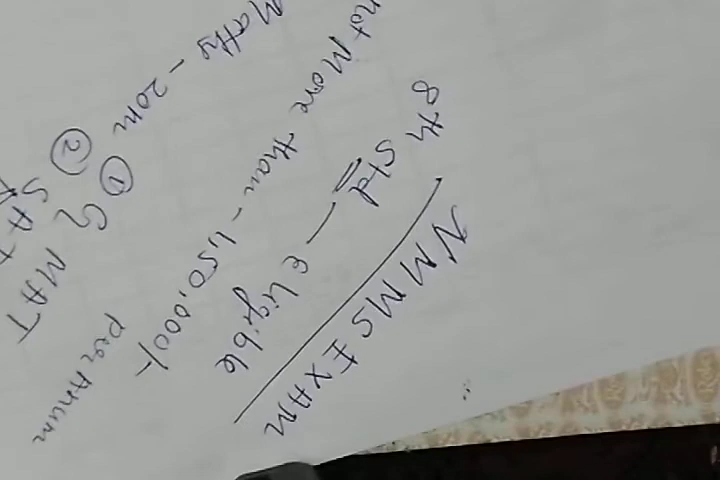 NMMS EXAM
8th Std — Eligible
not More than - 1,50,000/-
per Annum
① MAT
② SAT
Maths - 20m